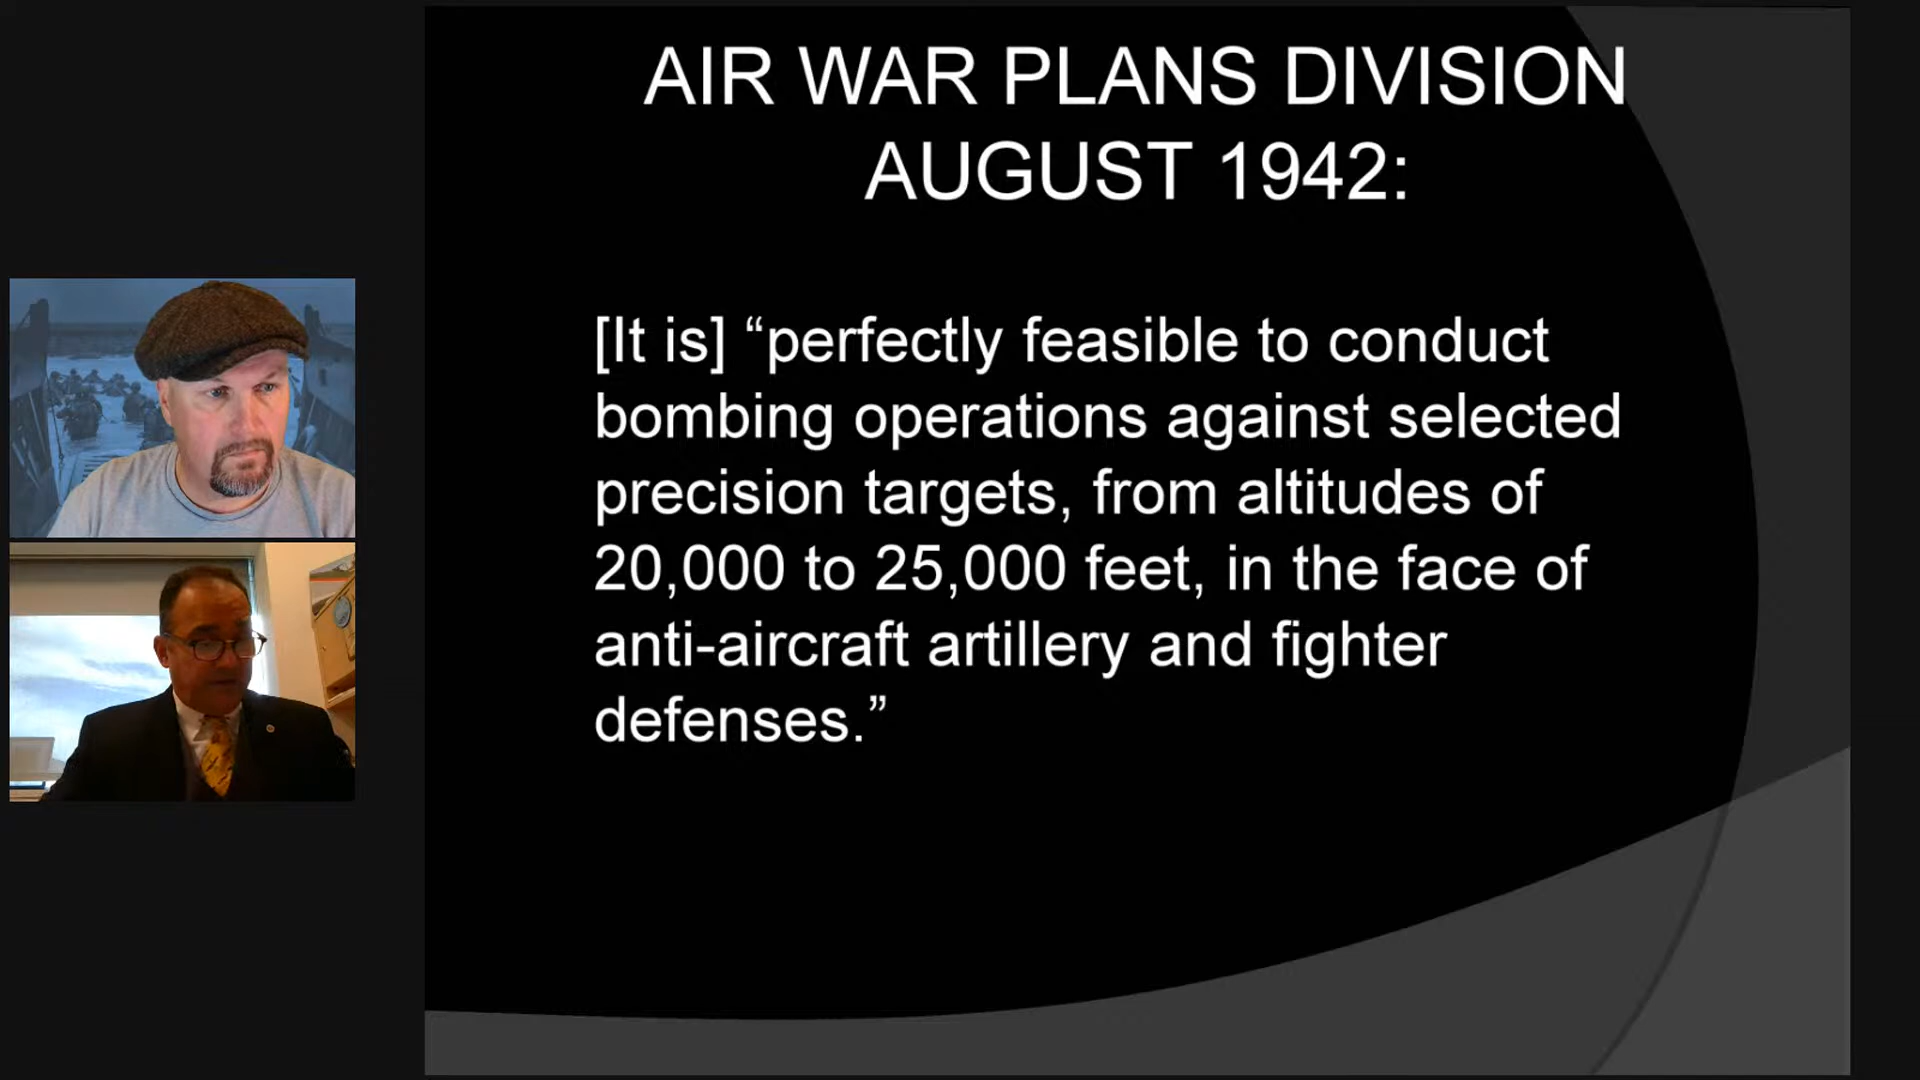 AIR WAR PLANS DIVISION
AUGUST 1942:
[It is] “perfectly feasible to conduct
bombing operations against selected
precision targets, from altitudes of
20,000 to 25,000 feet, in the face of
anti-aircraft artillery and fighter
defenses.”